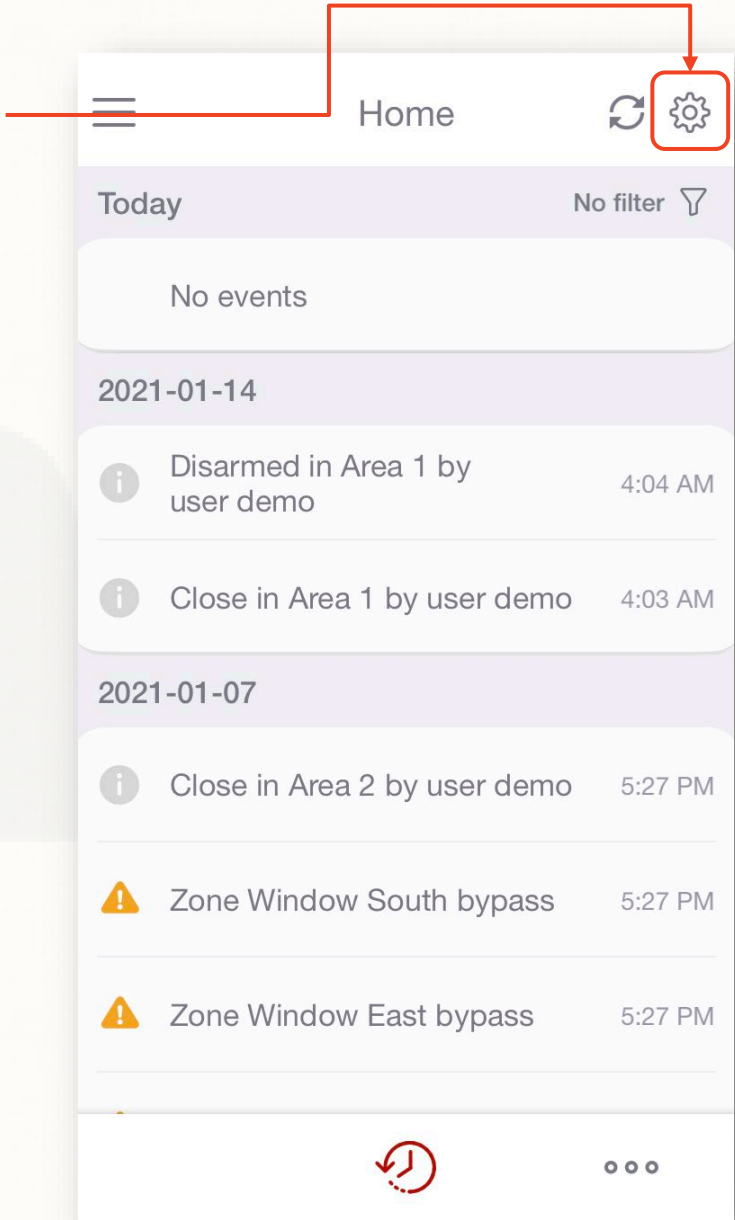 Home
Today
No filter
No events
2021-01-14
Disarmed in Area 1 by
user demo
4:04 AM
Close in Area 1 by user demo
4:03 AM
2021-01-07
Close in Area 2 by user demo
5:27 PM
Zone Window South bypass
5:27 PM
Zone Window East bypass
5:27 PM